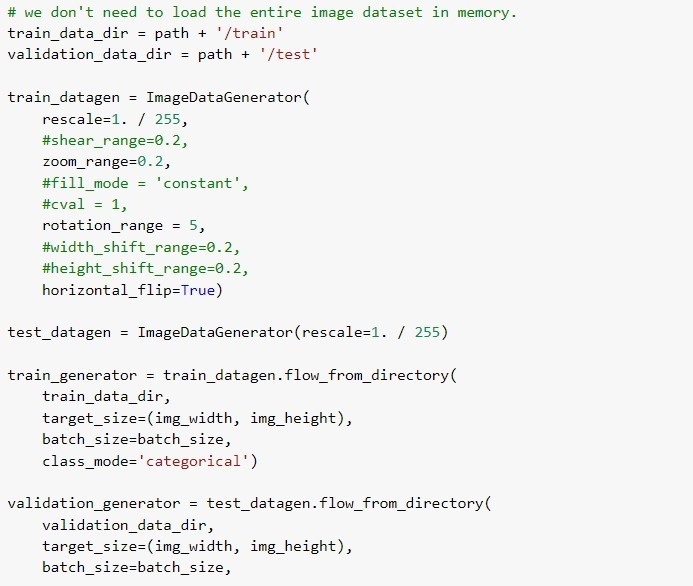 # we don't need to load the entire image dataset in memory.
train_data_dir = path + '/train'
validation_data_dir = path + '/test'

train_datagen = ImageDataGenerator(
    rescale=1. / 255,
    #shear_range=0.2,
    zoom_range=0.2,
    #fill_mode = 'constant',
    #cval = 1,
    rotation_range = 5,
    #width_shift_range=0.2,
    #height_shift_range=0.2,
    horizontal_flip=True)

test_datagen = ImageDataGenerator(rescale=1. / 255)

train_generator = train_datagen.flow_from_directory(
    train_data_dir,
    target_size=(img_width, img_height),
    batch_size=batch_size,
    class_mode='categorical')

validation_generator = test_datagen.flow_from_directory(
    validation_data_dir,
    target_size=(img_width, img_height),
    batch_size=batch_size,